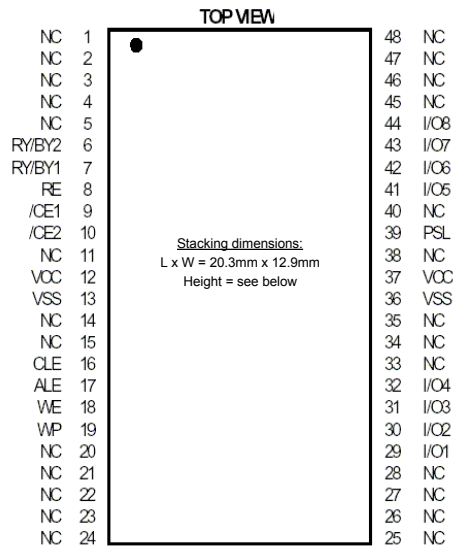 TOP VIEW
NC 1 48 NC
NC 2 47 NC
NC 3 46 NC
NC 4 45 NC
NC 5 44 I/O8
RY/BY2 6 43 I/O7
RY/BY1 7 42 I/O6
RE 8 41 I/O5
/CE1 9 40 NC
/CE2 10 39 PSL
NC 11 38 NC
VCC 12 37 VCC
VSS 13 36 VSS
NC 14 35 NC
NC 15 34 NC
CLE 16 33 NC
ALE 17 32 I/O4
WE 18 31 I/O3
WP 19 30 I/O2
NC 20 29 I/O1
NC 21 28 NC
NC 22 27 NC
NC 23 26 NC
NC 24 25 NC
Stacking dimensions:
L x W = 20.3mm x 12.9mm
Height = see below